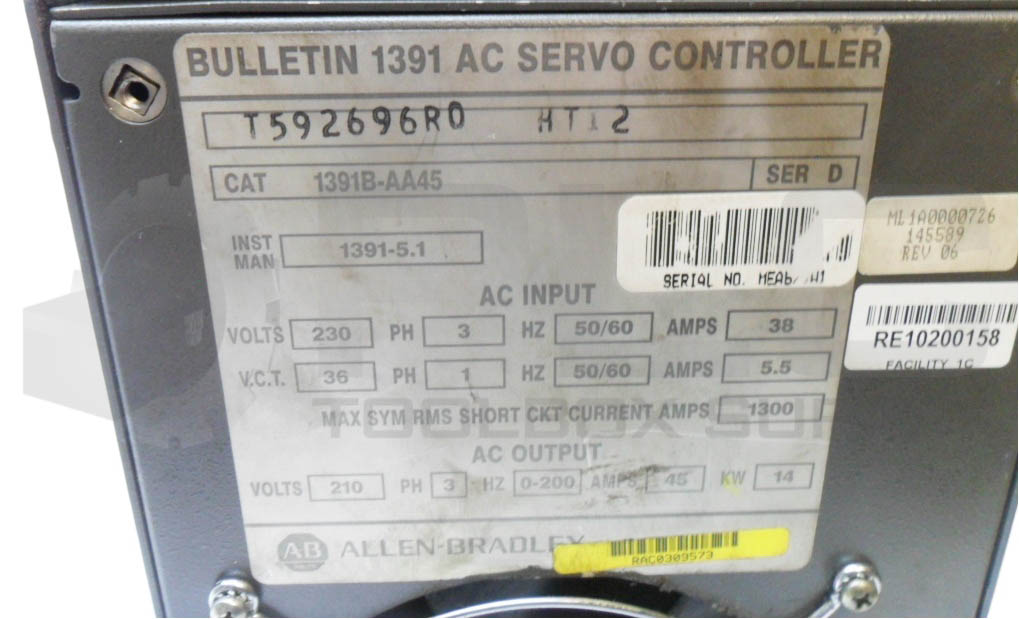 BULLETIN 1391 AC SERVO CONTROLLER
T592696R0 HT12
CAT 1391B-AA45 SER D
ML1A0000726
145589
REV 06
INST MAN 1391-5.1
SERIAL NO.
AC INPUT
VOLTS 230 PH 3 HZ 50/60 AMPS 38
RE10200158
FACILITY 1C
V.C.T. 36 PH 1 HZ 50/60 AMPS 5.5
MAX SYM RMS SHORT CKT CURRENT AMPS 1300
TOOLBOX
AC OUTPUT
VOLTS 210 PH 3 HZ 0-200 AMPS 45 KW 14
AB ALLEN-BRADLEY
RAC0309573